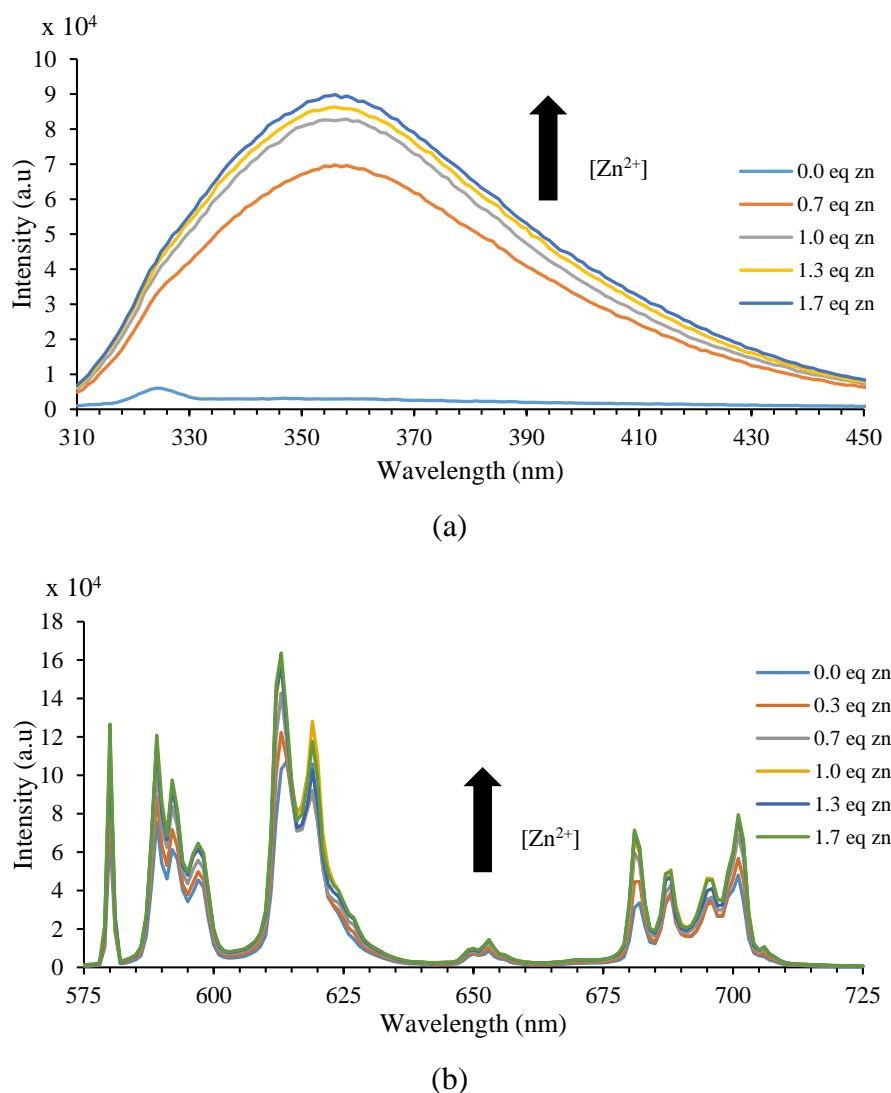 x 10⁴
10
9
8
7
6
5
4
3
2
1
0
Intensity (a.u)
[Zn²⁺]
0.0 eq zn
0.7 eq zn
1.0 eq zn
1.3 eq zn
1.7 eq zn
310 330 350 370 390 410 430 450
Wavelength (nm)
(a)
x 10⁴
18
16
14
12
10
8
6
4
2
0
Intensity (a.u)
[Zn²⁺]
0.0 eq zn
0.3 eq zn
0.7 eq zn
1.0 eq zn
1.3 eq zn
1.7 eq zn
575 600 625 650 675 700 725
Wavelength (nm)
(b)